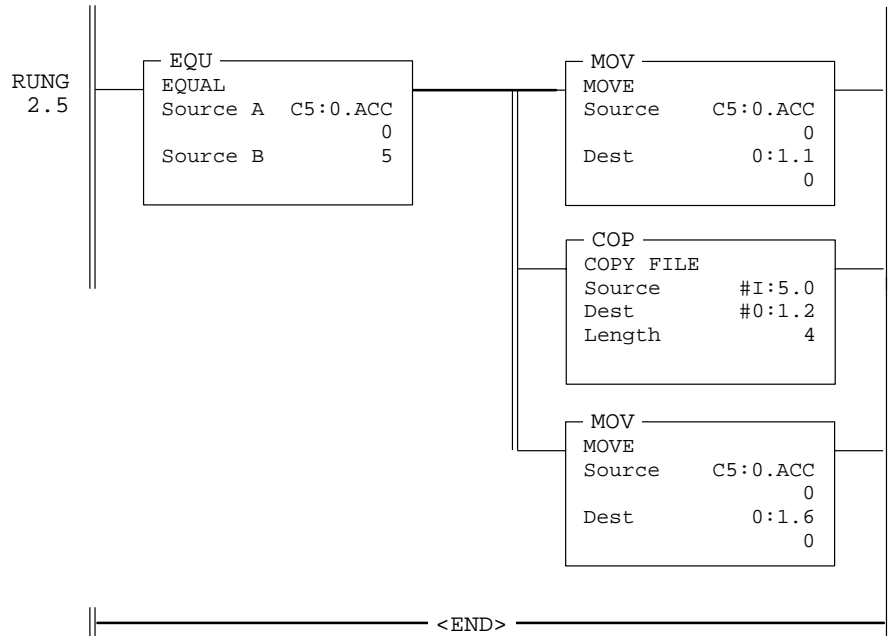 RUNG
2.5
EQU
EQUAL
Source A C5:0.ACC
0
Source B 5
MOV
MOVE
Source C5:0.ACC
0
Dest 0:1.1
0
COP
COPY FILE
Source #I:5.0
Dest #0:1.2
Length 4
MOV
MOVE
Source C5:0.ACC
0
Dest 0:1.6
0
<END>